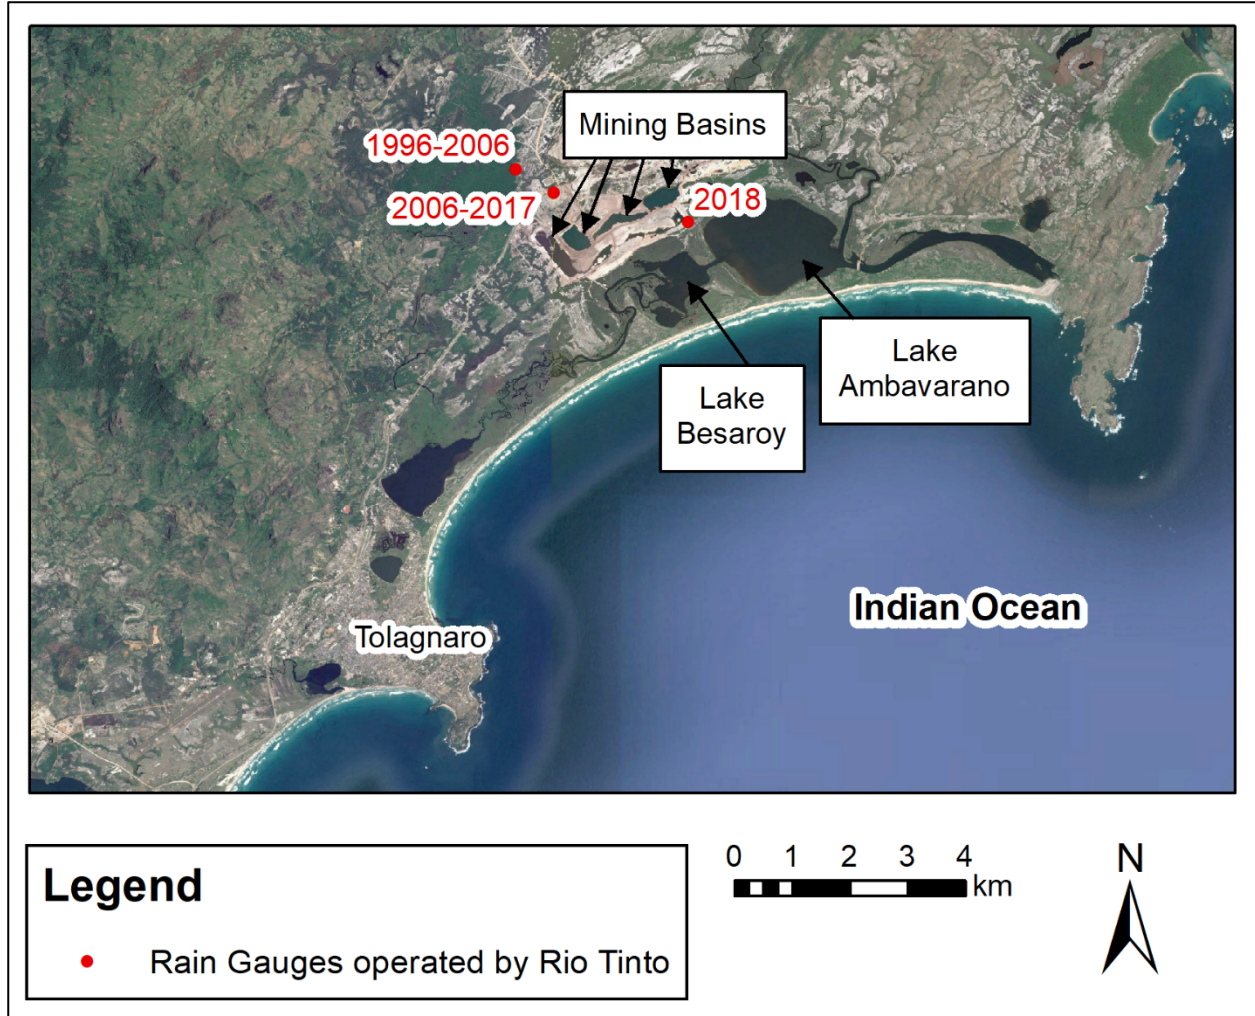 Mining Basins
1996-2006
2006-2017
2018
Lake
Ambavarano
Lake
Besaroy
Indian Ocean
Tolagnaro
Legend
Rain Gauges operated by Rio Tinto
0 1 2 3 4
km
N